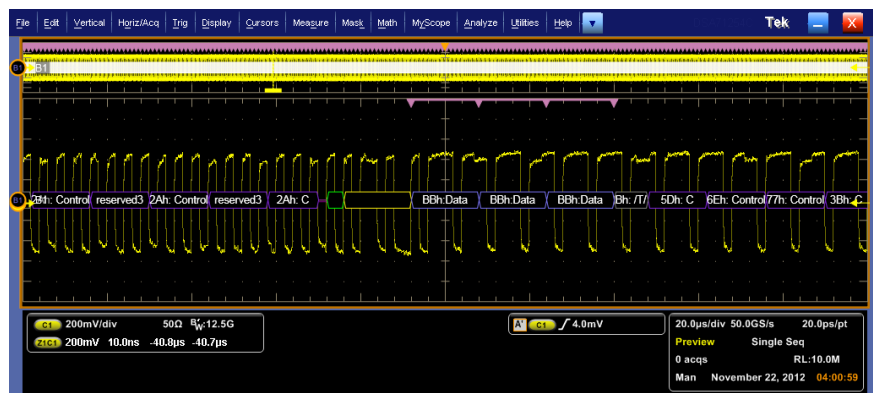 File Edit Vertical Horiz/Acq Trig Display Cursors Measure Mask Math MyScope Analyze Utilities Help Tek X
B1 B1
B1 h: Control reserved3 2Ah: Control reserved3 2Ah: C BBh:Data BBh:Data BBh:Data Bh: /T/ 5Dh: C 6Eh: Control 77h: Control 3Bh: C
C1 200mV/div 50Ω BW:12.5G
Z1C1 200mV 10.0ns -40.8µs -40.7µs
A' C1 4.0mV
20.0µs/div 50.0GS/s 20.0ps/pt
Preview Single Seq
0 acqs RL:10.0M
Man November 22, 2012 04:00:59